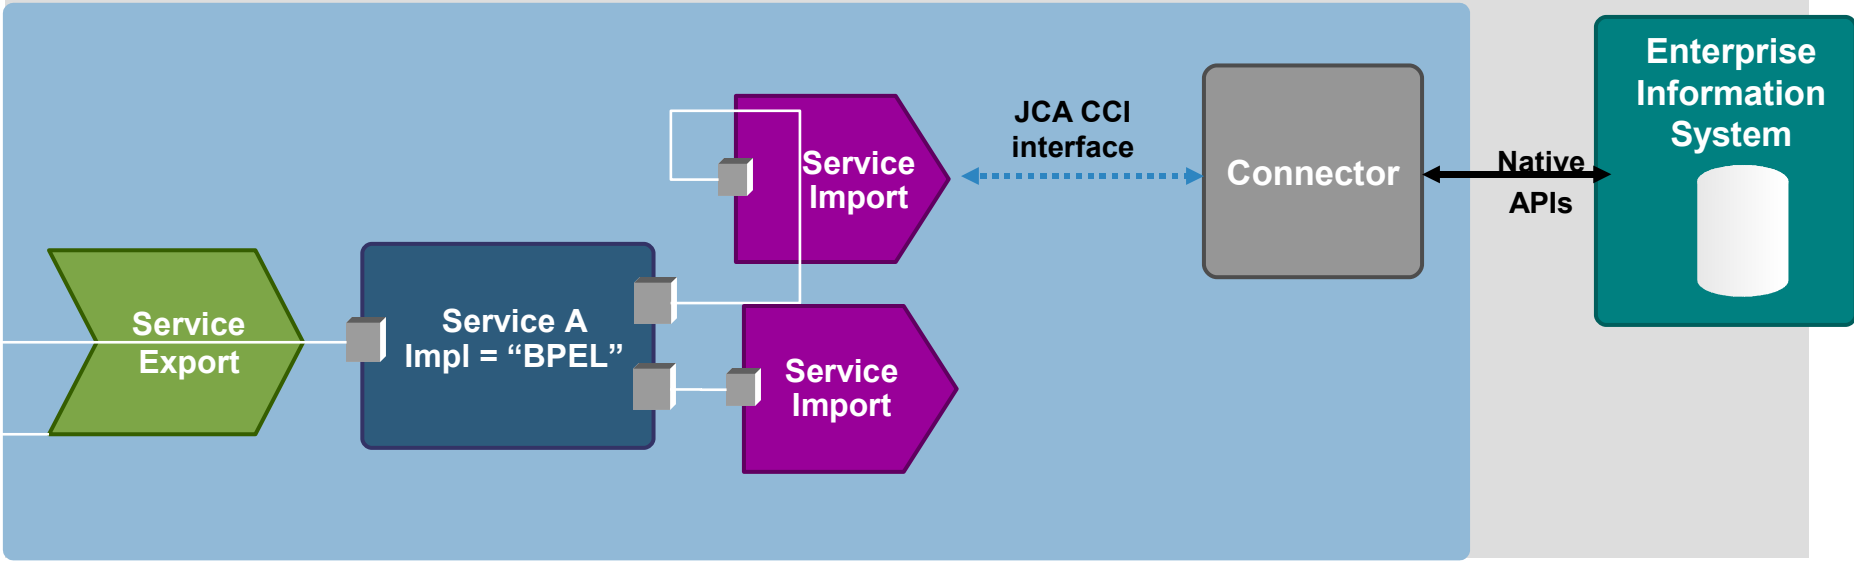 Service
Export
Service A
Impl = “BPEL”
Service
Import
Service
Import
JCA CCI
interface
Connector
Native
APIs
Enterprise
Information
System